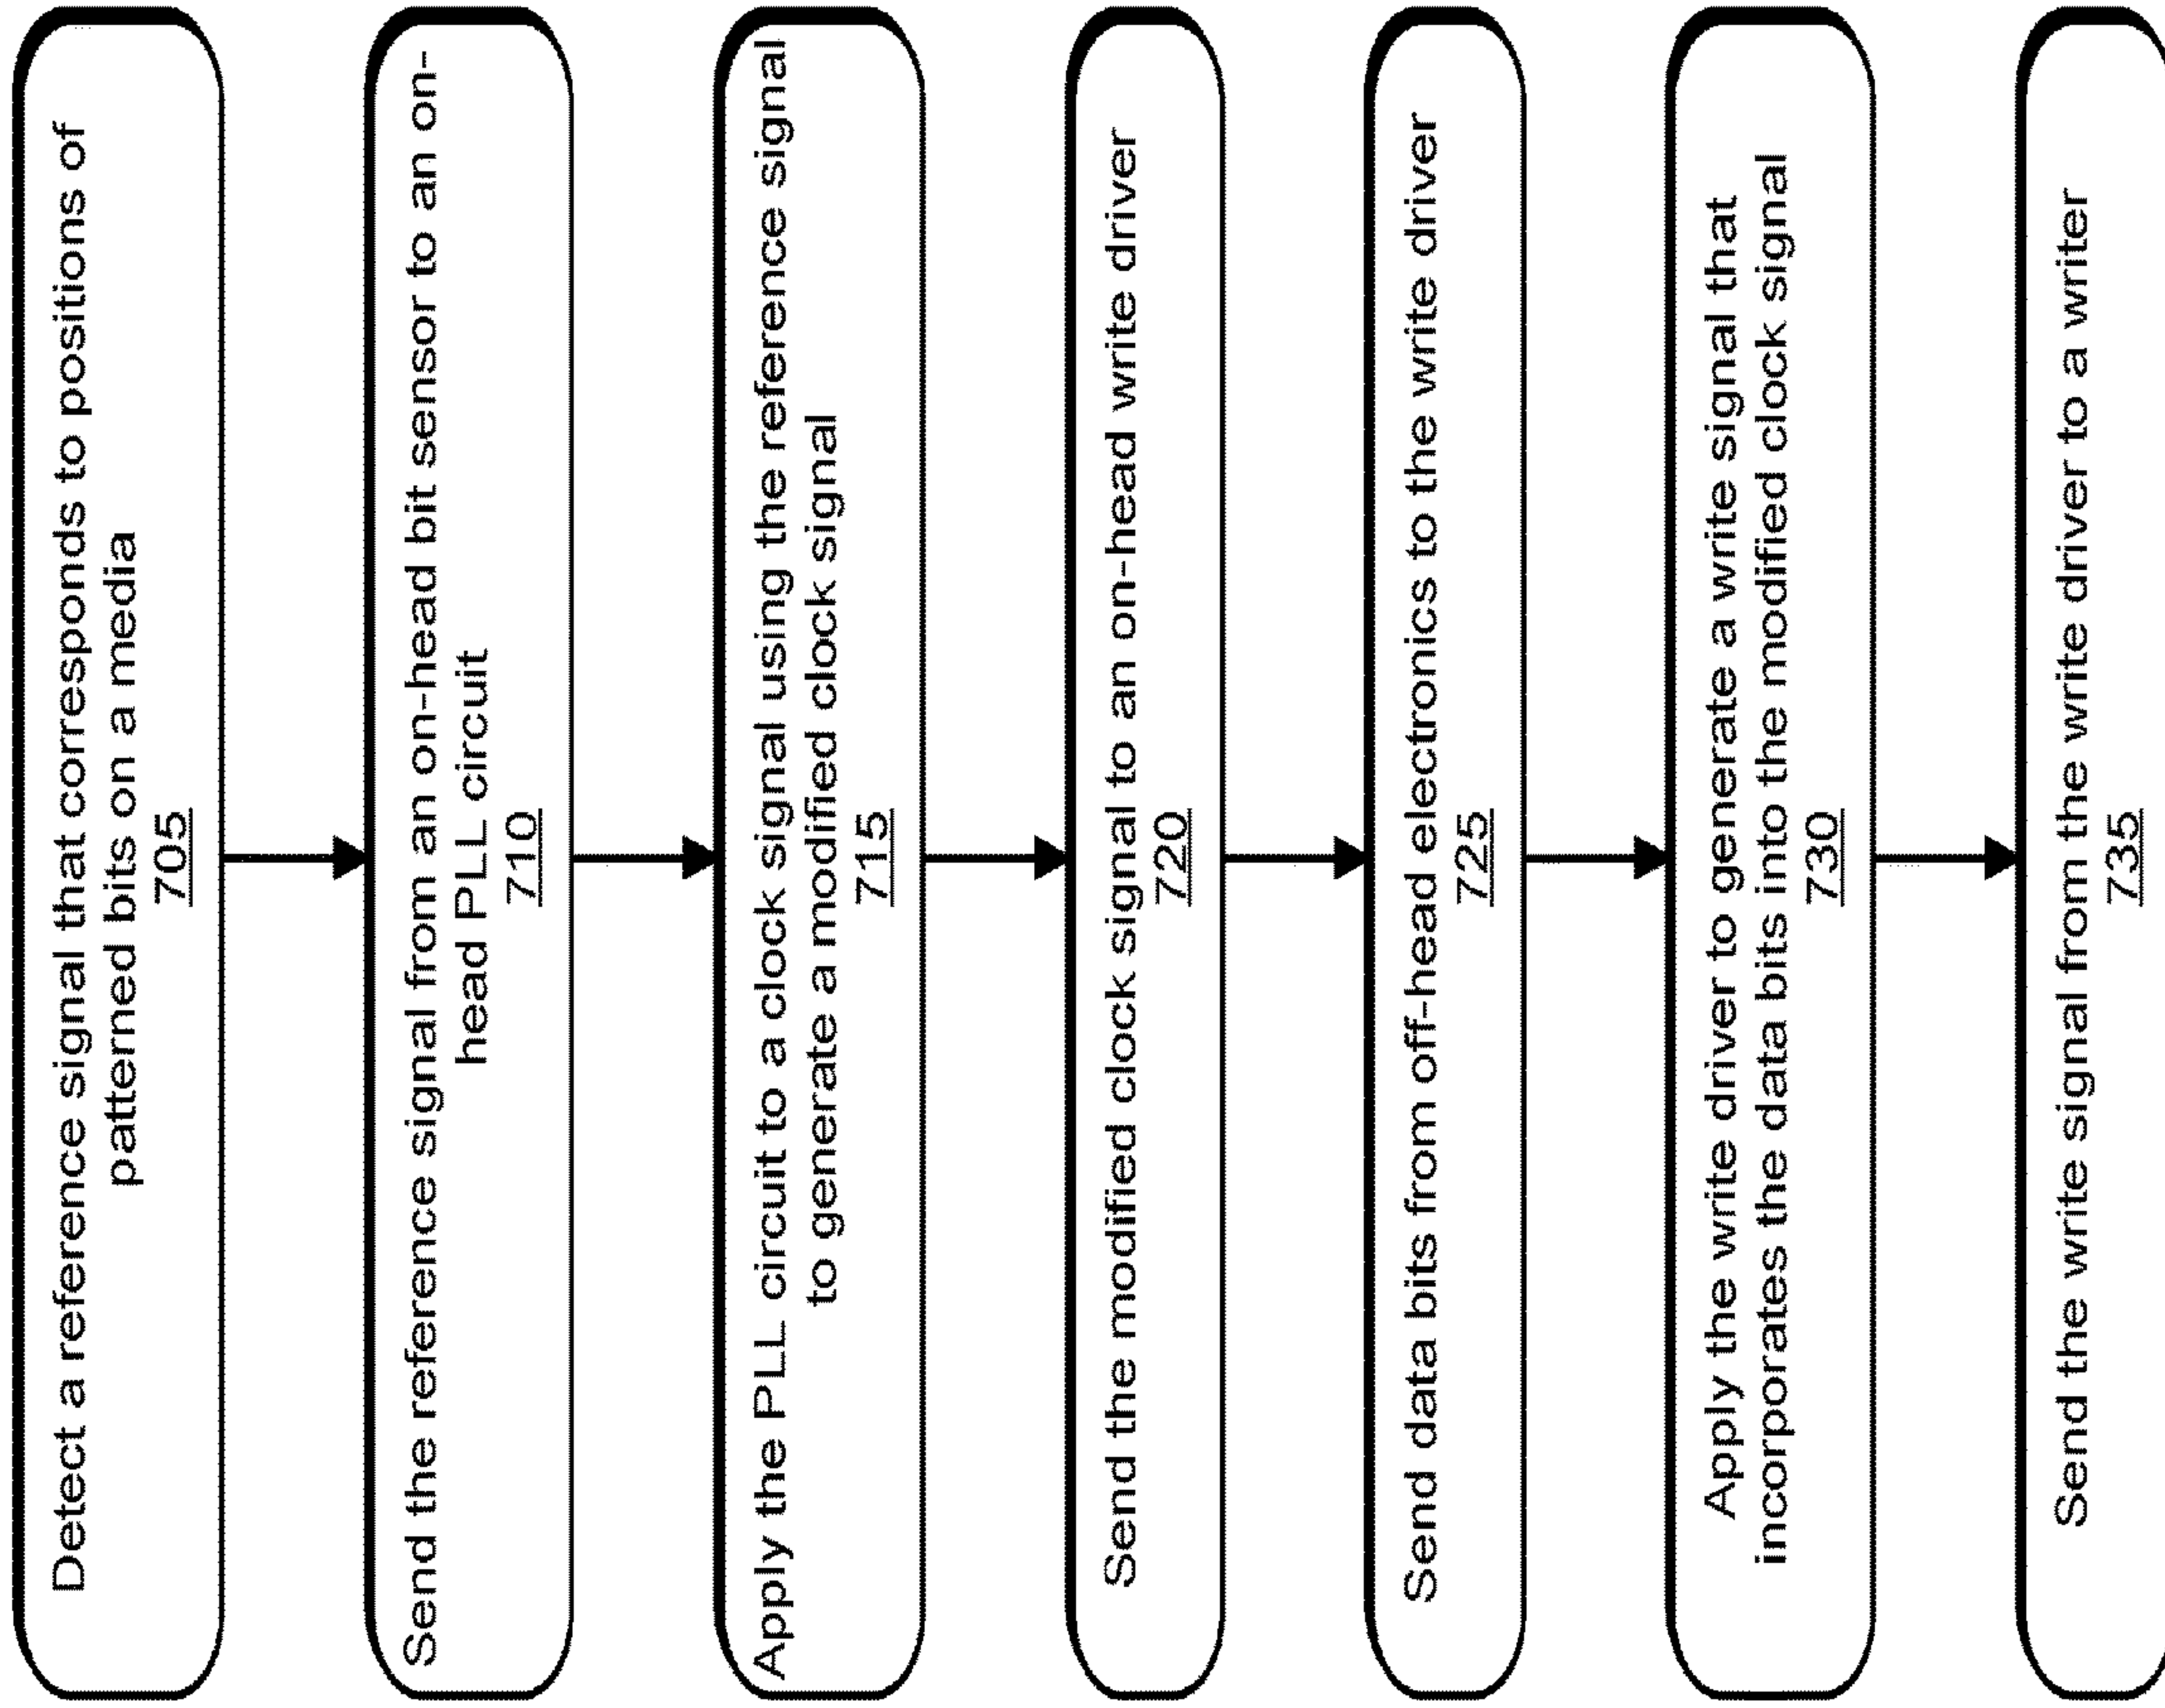 Detect a reference signal that corresponds to positions of
patterned bits on a media
705
Send the reference signal from an on-head bit sensor to an on-
head PLL circuit
710
Apply the PLL circuit to a clock signal using the reference signal
to generate a modified clock signal
715
Send the modified clock signal to an on-head write driver
720
Send data bits from off-head electronics to the write driver
725
Apply the write driver to generate a write signal that
incorporates the data bits into the modified clock signal
730
Send the write signal from the write driver to a writer
735